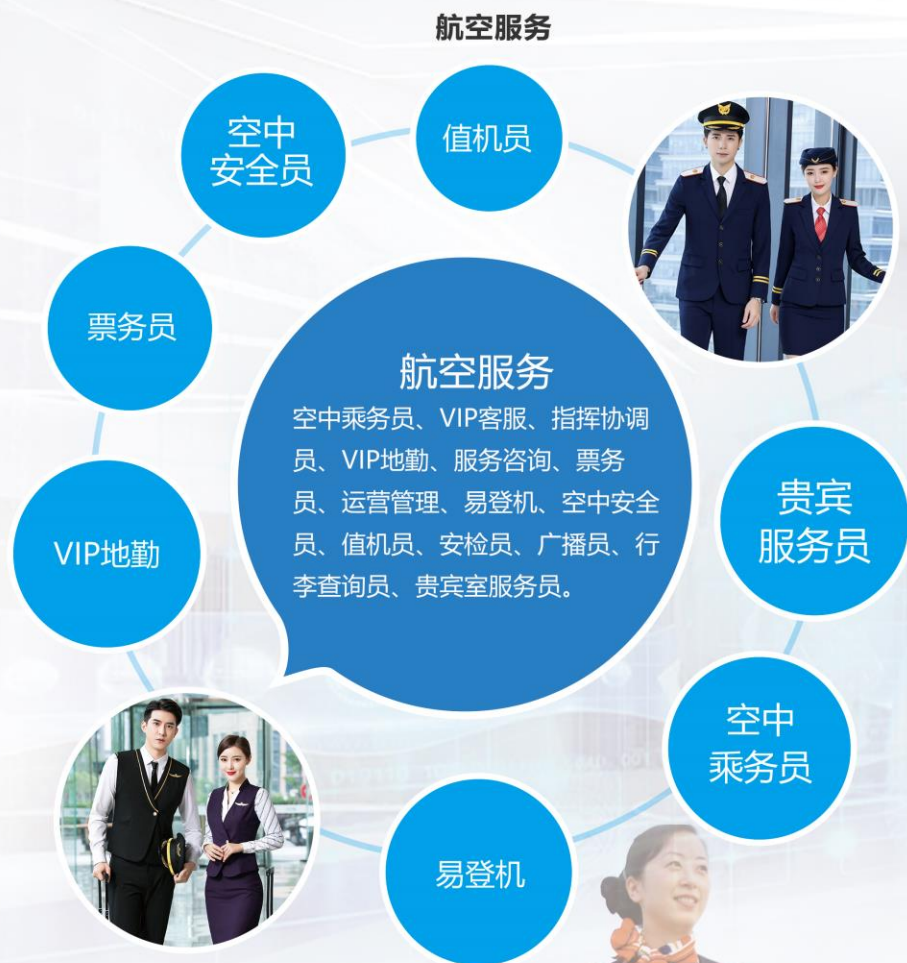 航空服务
空中
安全员
值机员
票务员
航空服务
空中乘务员、VIP客服、指挥协调
员、VIP地勤、服务咨询、票务
员、运营管理、易登机、空中安全
员、值机员、安检员、广播员、行
李查询员、贵宾室服务员。
VIP地勤
贵宾
服务员
空中
乘务员
易登机